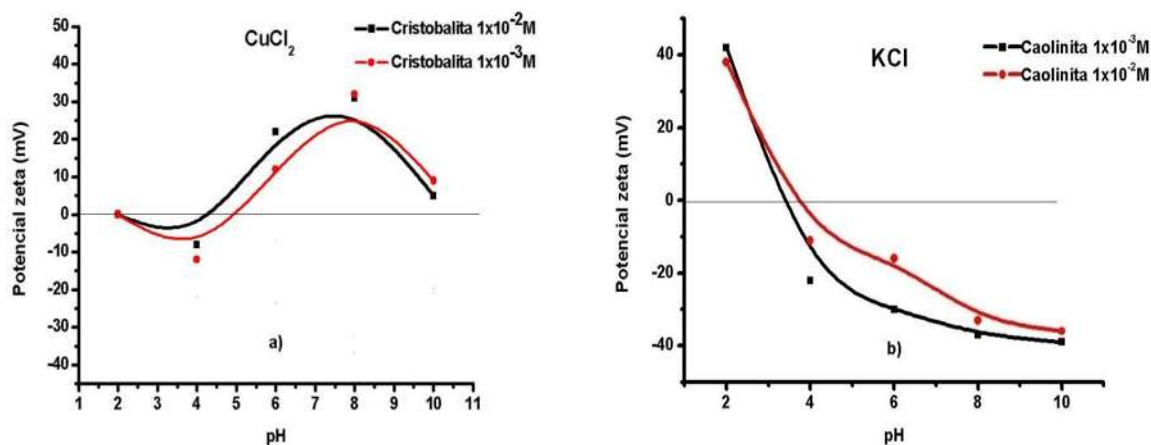 CuCl₂
Cristobalita 1x10⁻²M
Cristobalita 1x10⁻³M
Potencial zeta (mV)
50
40
30
20
10
0
-10
-20
-30
-40
a)
1 2 3 4 5 6 7 8 9 10 11
pH
KCl
Caolinita 1x10⁻³M
Caolinita 1x10⁻²M
Potencial zeta (mV)
40
20
0
-20
-40
b)
2 4 6 8 10
pH